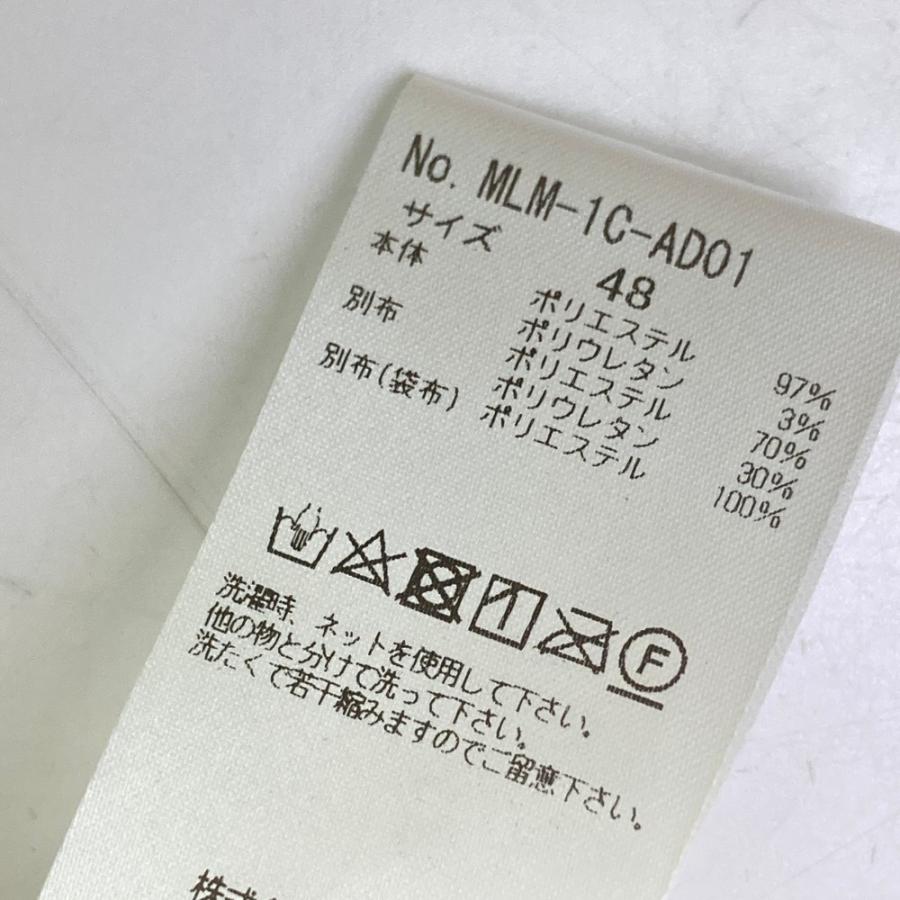 No. MLM-1C-AD01
サイズ 48
本体 ポリエステル 97%
ポリウレタン 3%
別布 ポリエステル 70%
ポリウレタン 30%
別布(袋布) ポリエステル 100%
F
洗濯時、ネットを使用して下さい。
他の物と分けて洗って下さい。
洗たくで若干縮みますのでご留意下さい。
株式